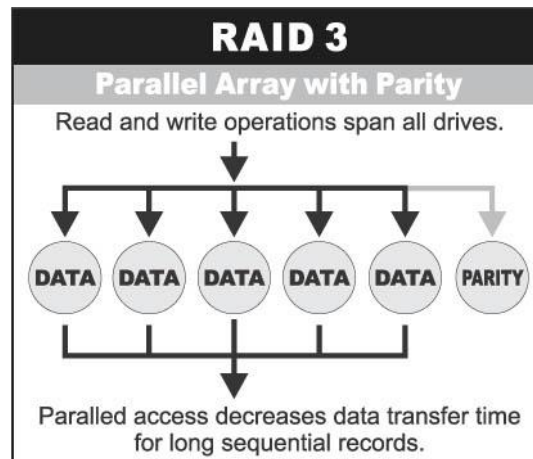 RAID 3
Parallel Array with Parity
Read and write operations span all drives.
DATA DATA DATA DATA DATA PARITY
Paralled access decreases data transfer time
for long sequential records.